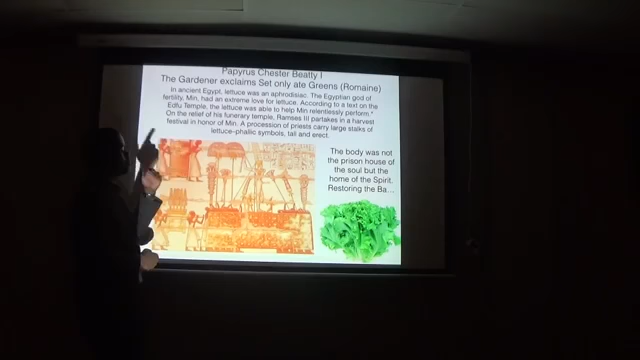 Papyrus Chester Beatty I
The Gardener exclaims Set only ate Greens (Romaine)
In ancient Egypt, lettuce was an aphrodisiac. The Egyptian god of
fertility, Min, had an extreme love for lettuce. According to a text on the
Edfu Temple, the lettuce was able to help Min relentlessly perform "
On the relief of his funerary temple, Ramses III partakes in a harvest
festival in honor of Min. A procession of priests carry large stalks of
lettuce–phallic symbols, tall and erect.
The body was not
the prison house of
the soul but the
home of the Spirit,
Restoring the Ba...